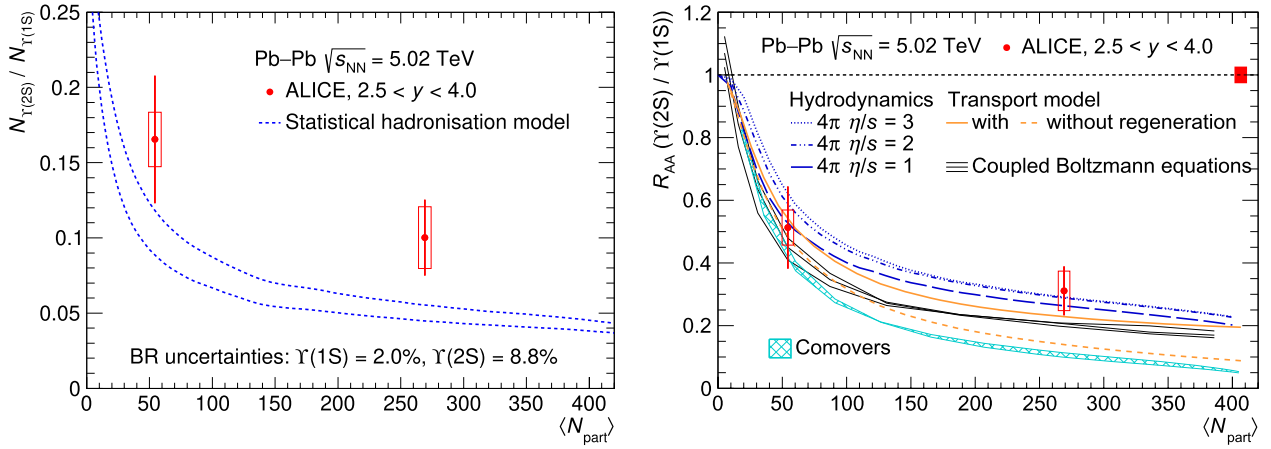 N_ϒ(2S) / N_ϒ(1S)
0.25
0.2
0.15
0.1
0.05
0
Pb–Pb √s_NN = 5.02 TeV
ALICE, 2.5 < y < 4.0
Statistical hadronisation model
BR uncertainties: ϒ(1S) = 2.0%, ϒ(2S) = 8.8%
0 50 100 150 200 250 300 350 400
⟨N_part⟩
R_AA (ϒ(2S) / ϒ(1S))
1.2
1
0.8
0.6
0.4
0.2
0
Pb–Pb √s_NN = 5.02 TeV ALICE, 2.5 < y < 4.0
Hydrodynamics Transport model
4π η/s = 3 with without regeneration
4π η/s = 2
4π η/s = 1 Coupled Boltzmann equations
Comovers
0 50 100 150 200 250 300 350 400
⟨N_part⟩